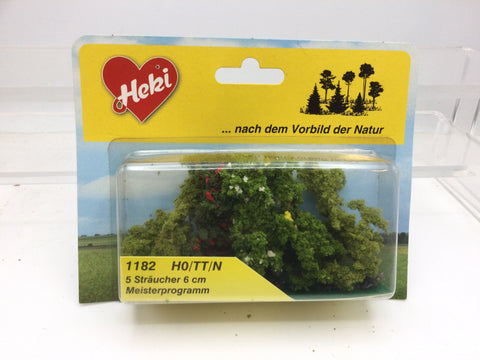 Heki
... nach dem Vorbild der Natur
1182 H0/TT/N
5 Sträucher 6 cm
Meisterprogramm